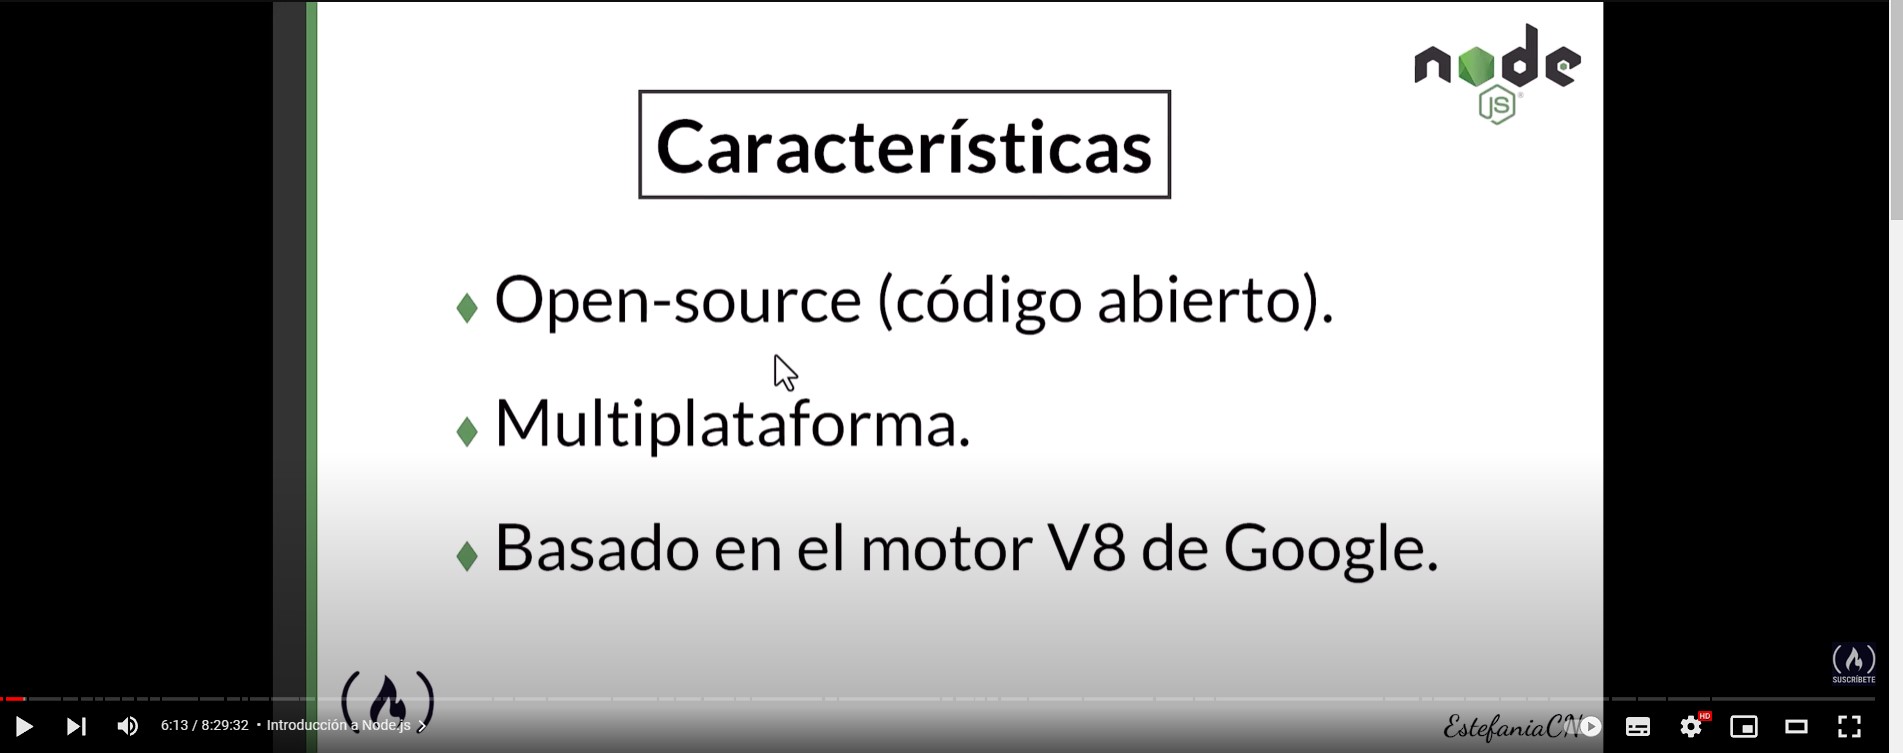 node
JS
Características
Open-source (código abierto).
Multiplataforma.
Basado en el motor V8 de Google.
SUSCRÍBETE
6:13 / 8:29:32 • Introducción a Node.js
EstefaniaCN
HD